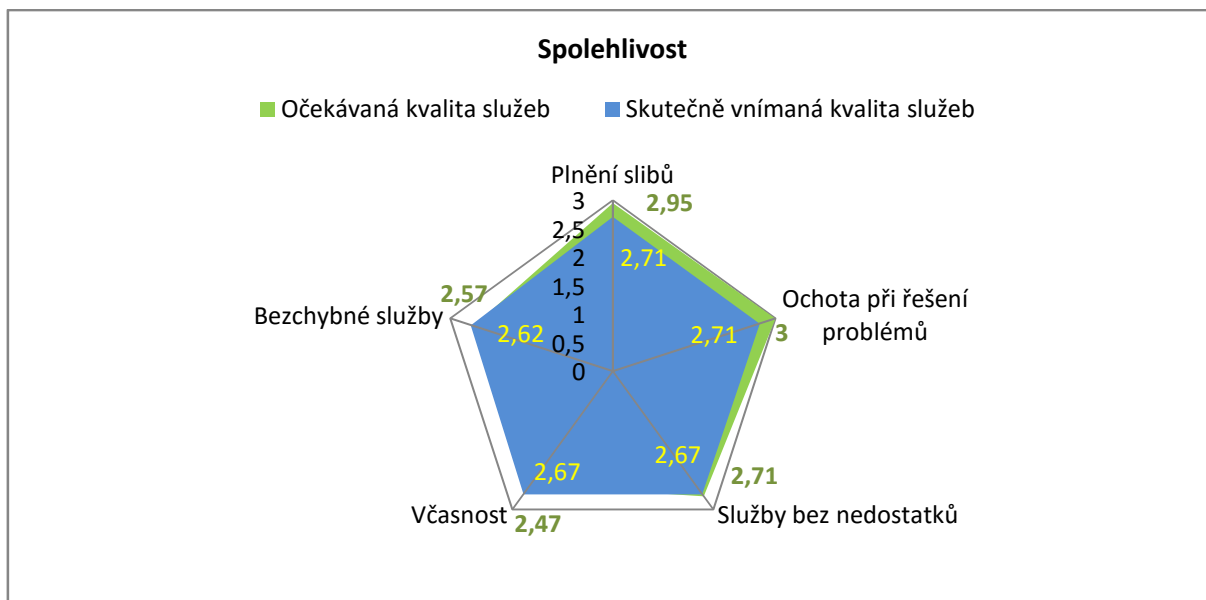 Spolehlivost
Očekávaná kvalita služeb
Skutečně vnímaná kvalita služeb
Plnění slibů
3
2,95
2,5
2
2,71
1,5
1
0,5
0
Ochota při řešení
problémů
2,71
3
Bezchybné služby
2,57
2,62
2,67
2,71
Služby bez nedostatků
2,67
Včasnost
2,47